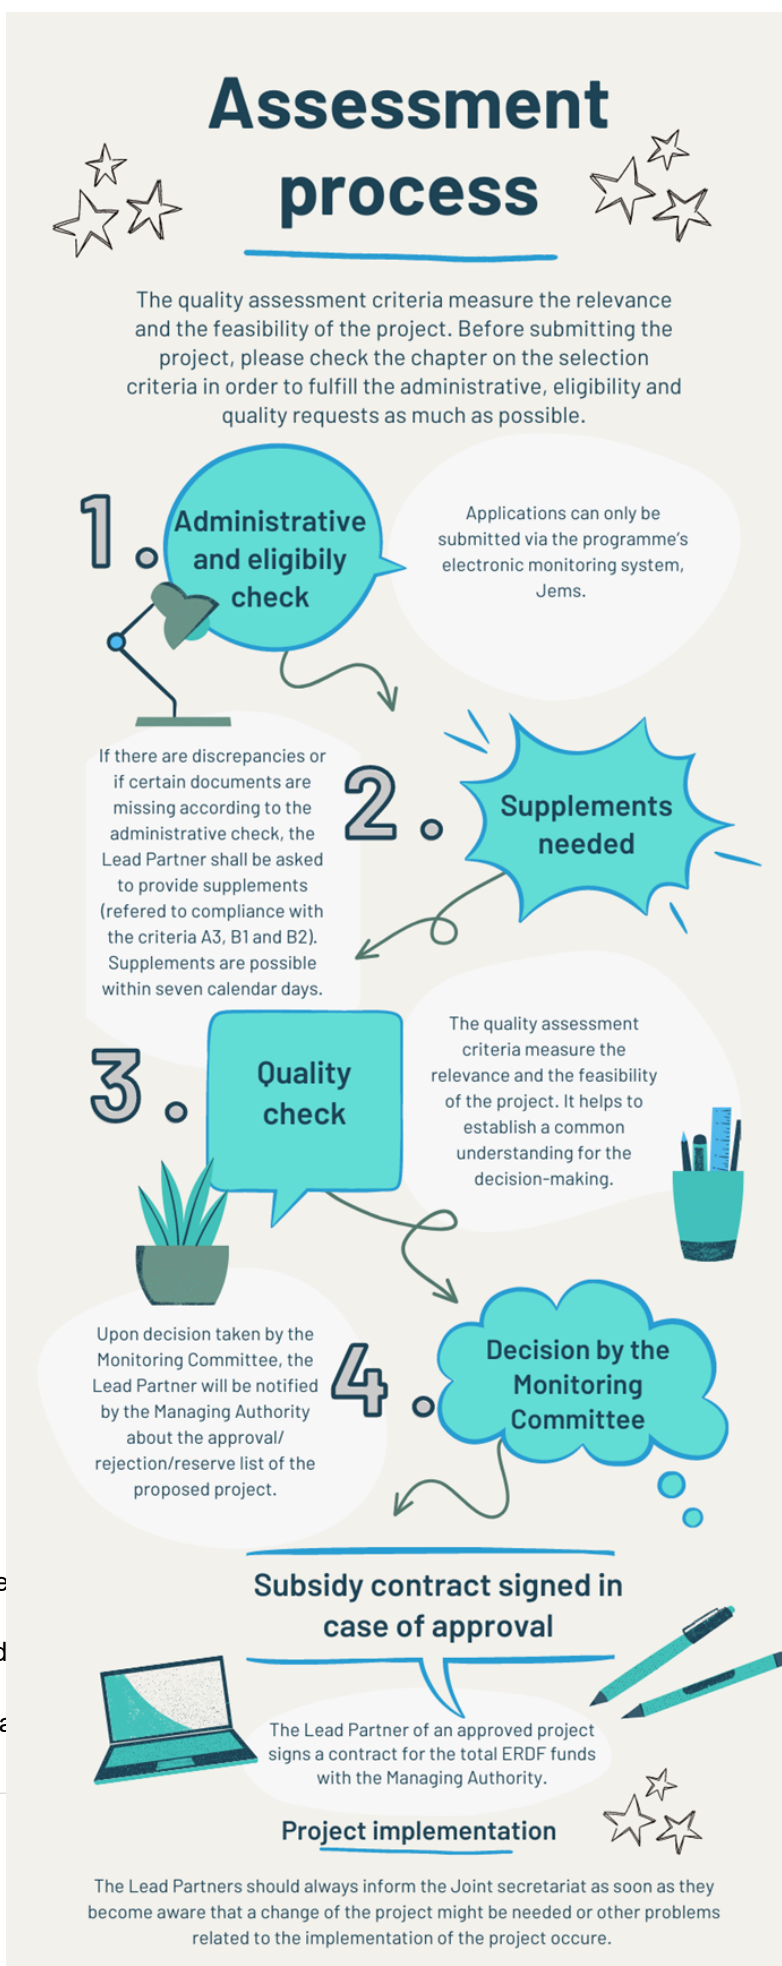 Assessment
process
The quality assessment criteria measure the relevance
and the feasibility of the project. Before submitting the
project, please check the chapter on the selection
criteria in order to fulfill the administrative, eligibility and
quality requests as much as possible.
1.
Administrative
and eligibily
check
Applications can only be
submitted via the programme's
electronic monitoring system,
Jems.
2.
Supplements
needed
If there are discrepancies or
if certain documents are
missing according to the
administrative check, the
Lead Partner shall be asked
to provide supplements
(refered to compliance with
the criteria A3, B1 and B2).
Supplements are possible
within seven calendar days.
3.
Quality
check
The quality assessment
criteria measure the
relevance and the feasibility
of the project. It helps to
establish a common
understanding for the
decision-making.
4.
Decision by the
Monitoring
Committee
Upon decision taken by the
Monitoring Committee, the
Lead Partner will be notified
by the Managing Authority
about the approval/
rejection/reserve list of the
proposed project.
Subsidy contract signed in
case of approval
The Lead Partner of an approved project
signs a contract for the total ERDF funds
with the Managing Authority.
Project implementation
The Lead Partners should always inform the Joint secretariat as soon as they
become aware that a change of the project might be needed or other problems
related to the implementation of the project occure.